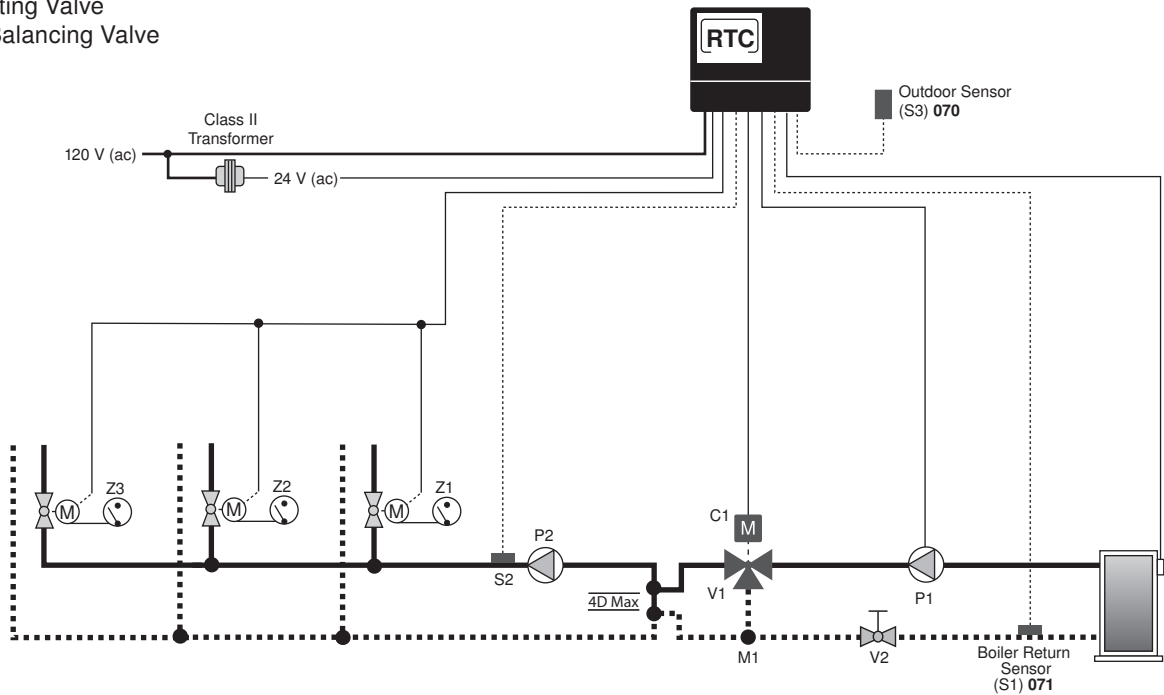 ting Valve
Balancing Valve
RTC
Outdoor Sensor
(S3) 070
Class II
Transformer
120 V (ac)
24 V (ac)
Z3
M
Z2
M
Z1
M
P2
S2
C1
M
V1
4D Max
P1
M1
V2
Boiler Return
Sensor
(S1) 071